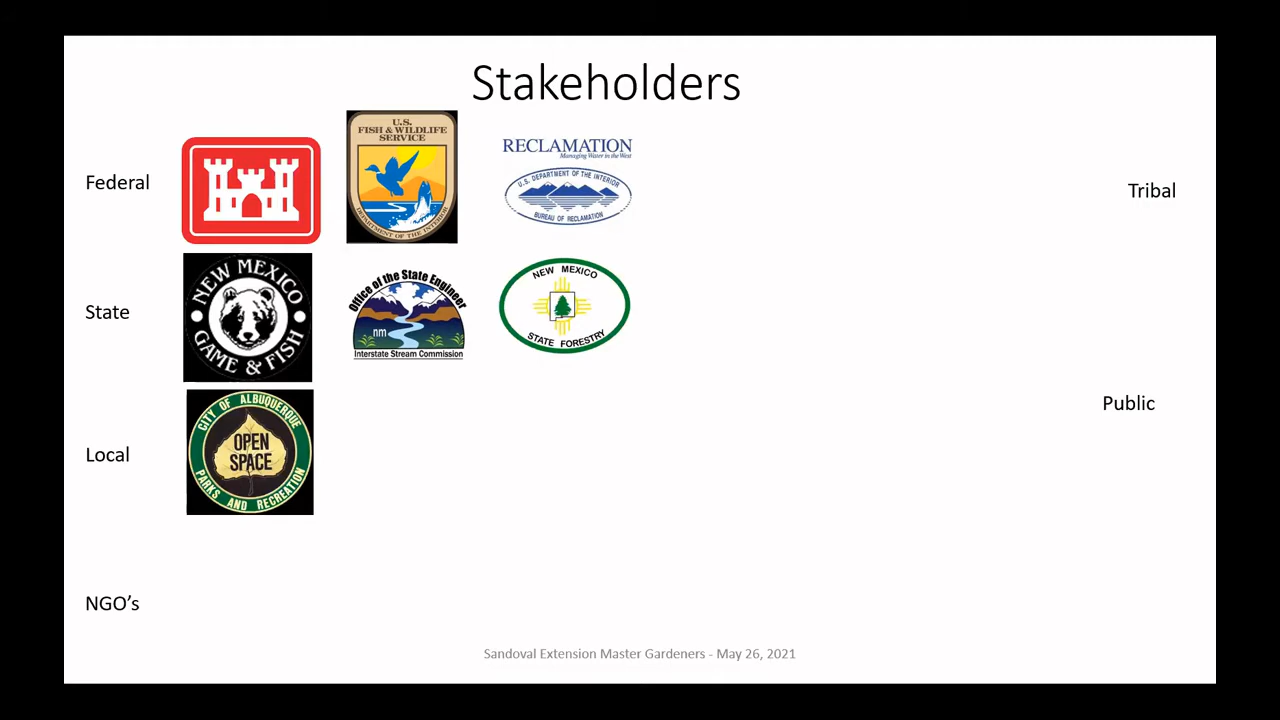 Stakeholders
Federal
U.S.
FISH & WILDLIFE
SERVICE
DEPARTMENT OF THE INTERIOR
RECLAMATION
Managing Water in the West
U.S. DEPARTMENT OF THE INTERIOR
BUREAU OF RECLAMATION
Tribal
State
NEW MEXICO
GAME & FISH
Office of the State Engineer
nm
Interstate Stream Commission
NEW MEXICO
STATE FORESTRY
Public
Local
CITY OF ALBUQUERQUE
OPEN
SPACE
PARKS AND RECREATION
NGO’s
Sandoval Extension Master Gardeners - May 26, 2021